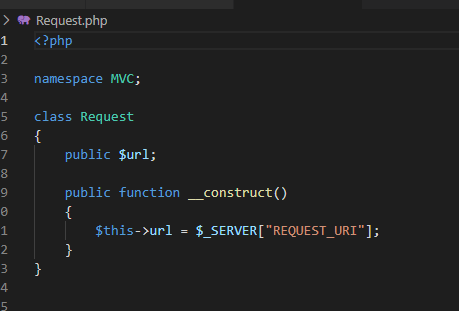 > Request.php
1 <?php
2
3 namespace MVC;
4
5 class Request
6 {
7     public $url;
8
9     public function __construct()
0     {
1         $this->url = $_SERVER["REQUEST_URI"];
2     }
3 }
4
5